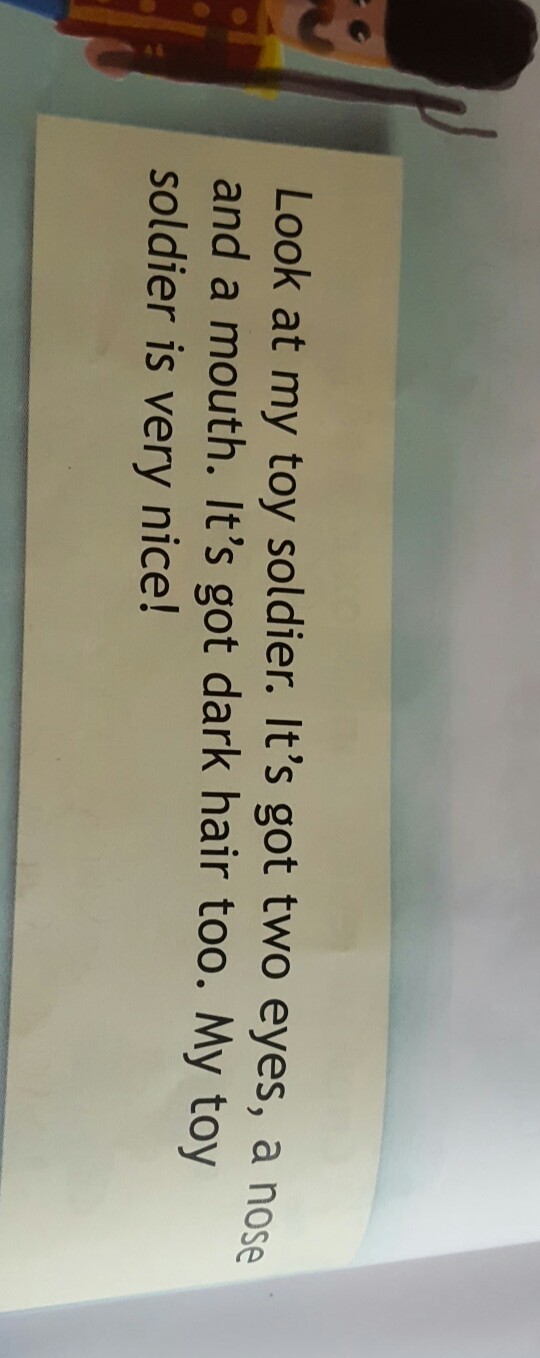 Look at my toy soldier. It's got two eyes, a nose
and a mouth. It's got dark hair too. My toy
soldier is very nice!